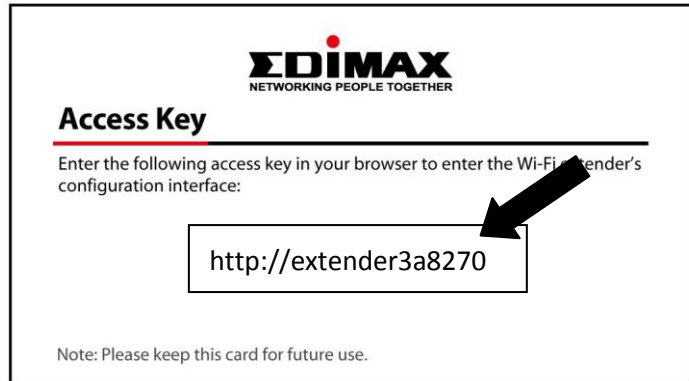 EDIMAX
NETWORKING PEOPLE TOGETHER
Access Key
Enter the following access key in your browser to enter the Wi-Fi
configuration interface:
http://extender3a8270
Note: Please keep this card for future use.